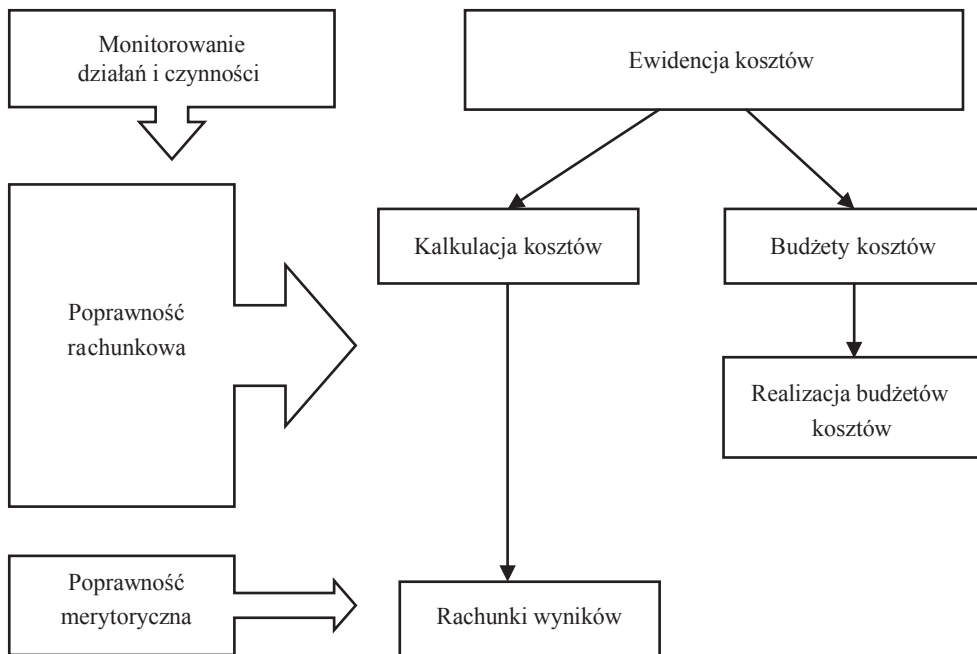 Monitorowanie
działań i czynności
Ewidencja kosztów
Kalkulacja kosztów
Budżety kosztów
Poprawność
rachunkowa
Realizacja budżetów
kosztów
Poprawność
merytoryczna
Rachunki wyników